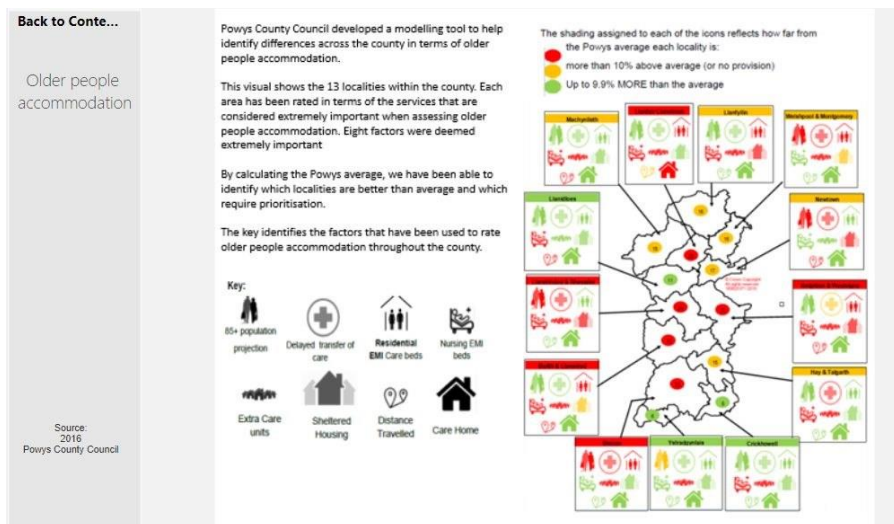 Back to Conte...
Older people
accommodation
Source:
2016
Powys County Council
Powys County Council developed a modelling tool to help
identify differences across the county in terms of older
people accommodation.
This visual shows the 13 localities within the county. Each
area has been rated in terms of the services that are
considered extremely important when assessing older
people accommodation. Eight factors were deemed
extremely important
By calculating the Powys average, we have been able to
identify which localities are better than average and which
require prioritisation.
The key identifies the factors that have been used to rate
older people accommodation throughout the county.
Key:
85+ population
projection
Delayed transfer of
care
Residential
EMI Care beds
Nursing EMI
beds
Extra Care
units
Sheltered
Housing
Distance
Travelled
Care Home
The shading assigned to each of the icons reflects how far from
the Powys average each locality is:
more than 10% above average (or no provision)
Up to 9.9% MORE than the average
Machynlleth
Llanfyllin
Welshpool & Montgomery
Llanidloes
Newtown
Hay & Talgarth
Ystradgynlais
Crickhowell